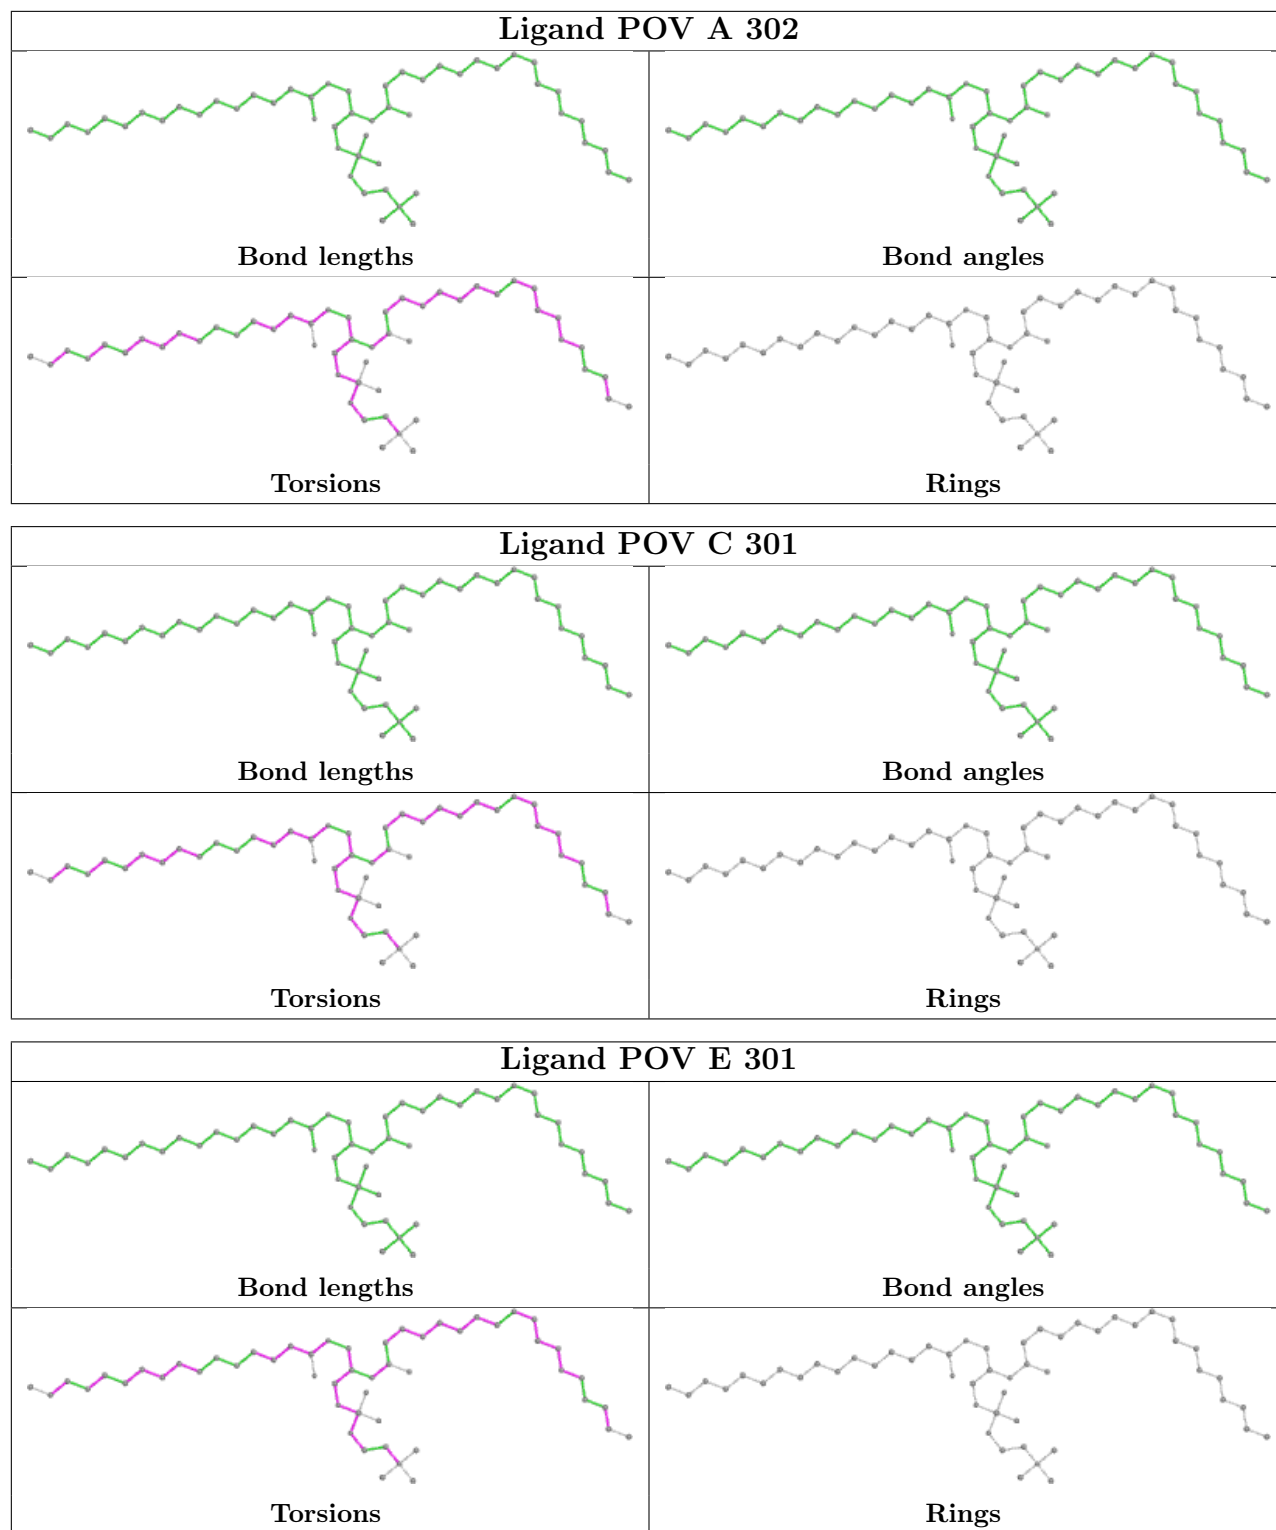 Ligand POV A 302
Bond lengths
Bond angles
Torsions
Rings
Ligand POV C 301
Bond lengths
Bond angles
Torsions
Rings
Ligand POV E 301
Bond lengths
Bond angles
Torsions
Rings